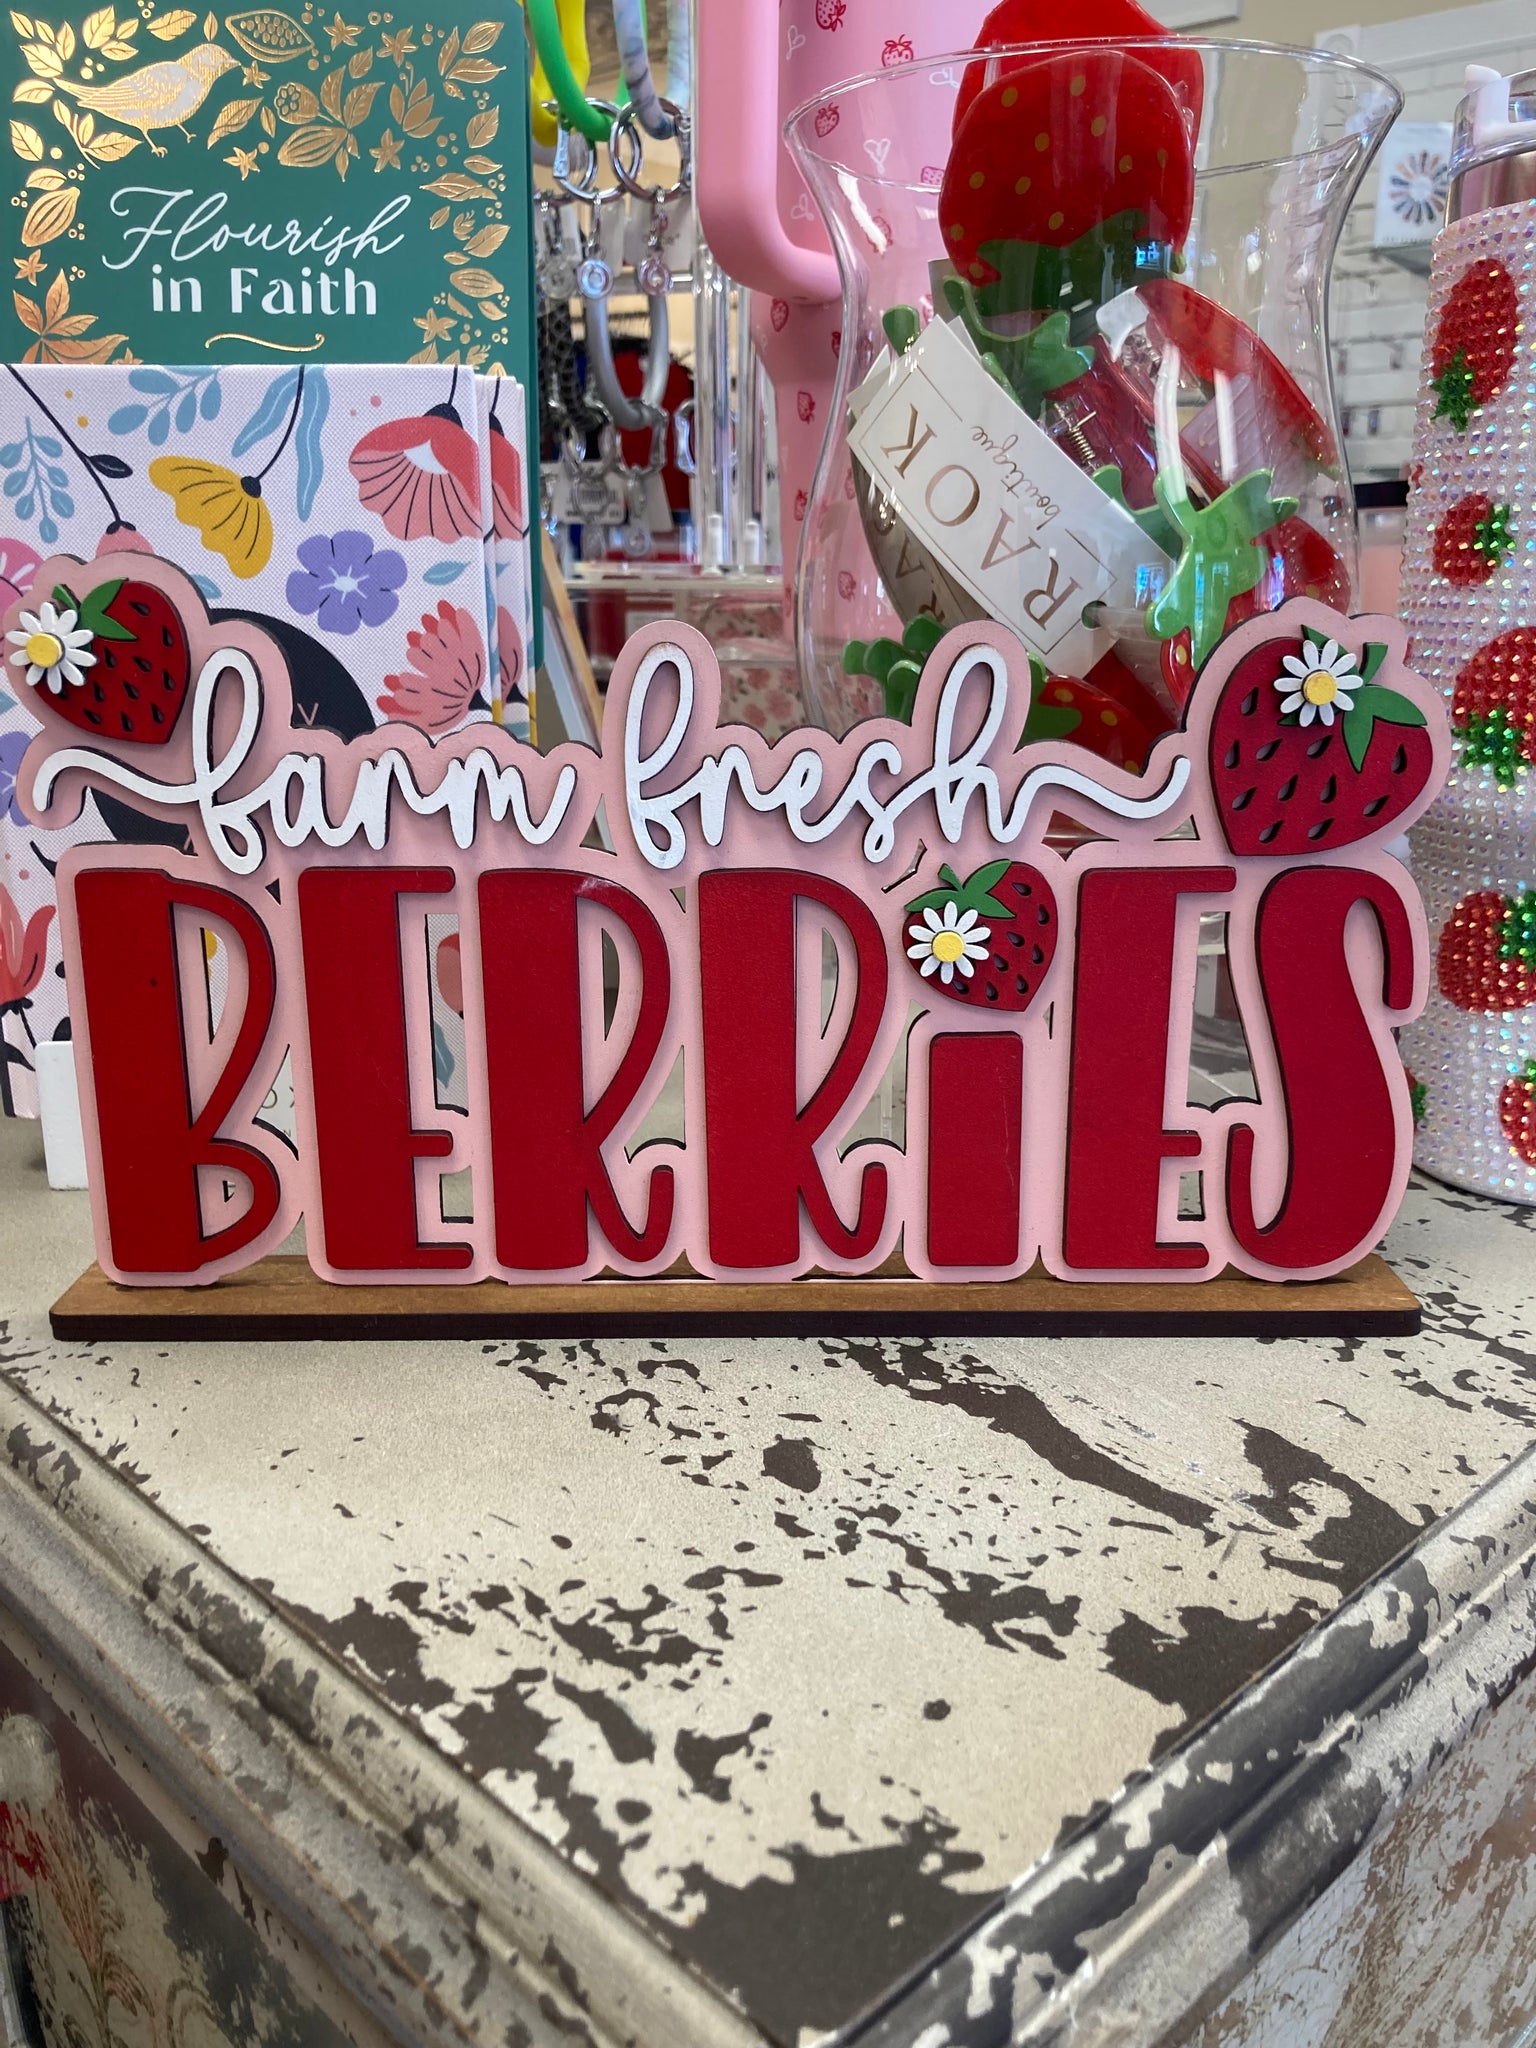 Flourish
in Faith
RAOK
boutique
farm fresh
BERRiES